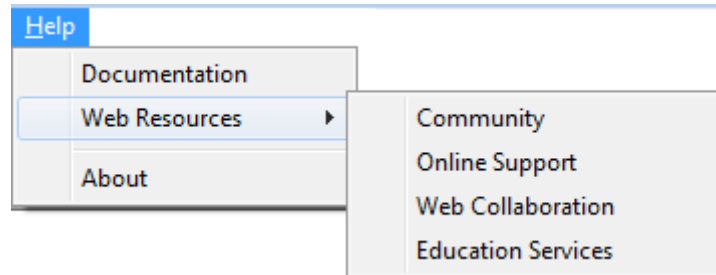 Help
Documentation
Web Resources
About
Community
Online Support
Web Collaboration
Education Services